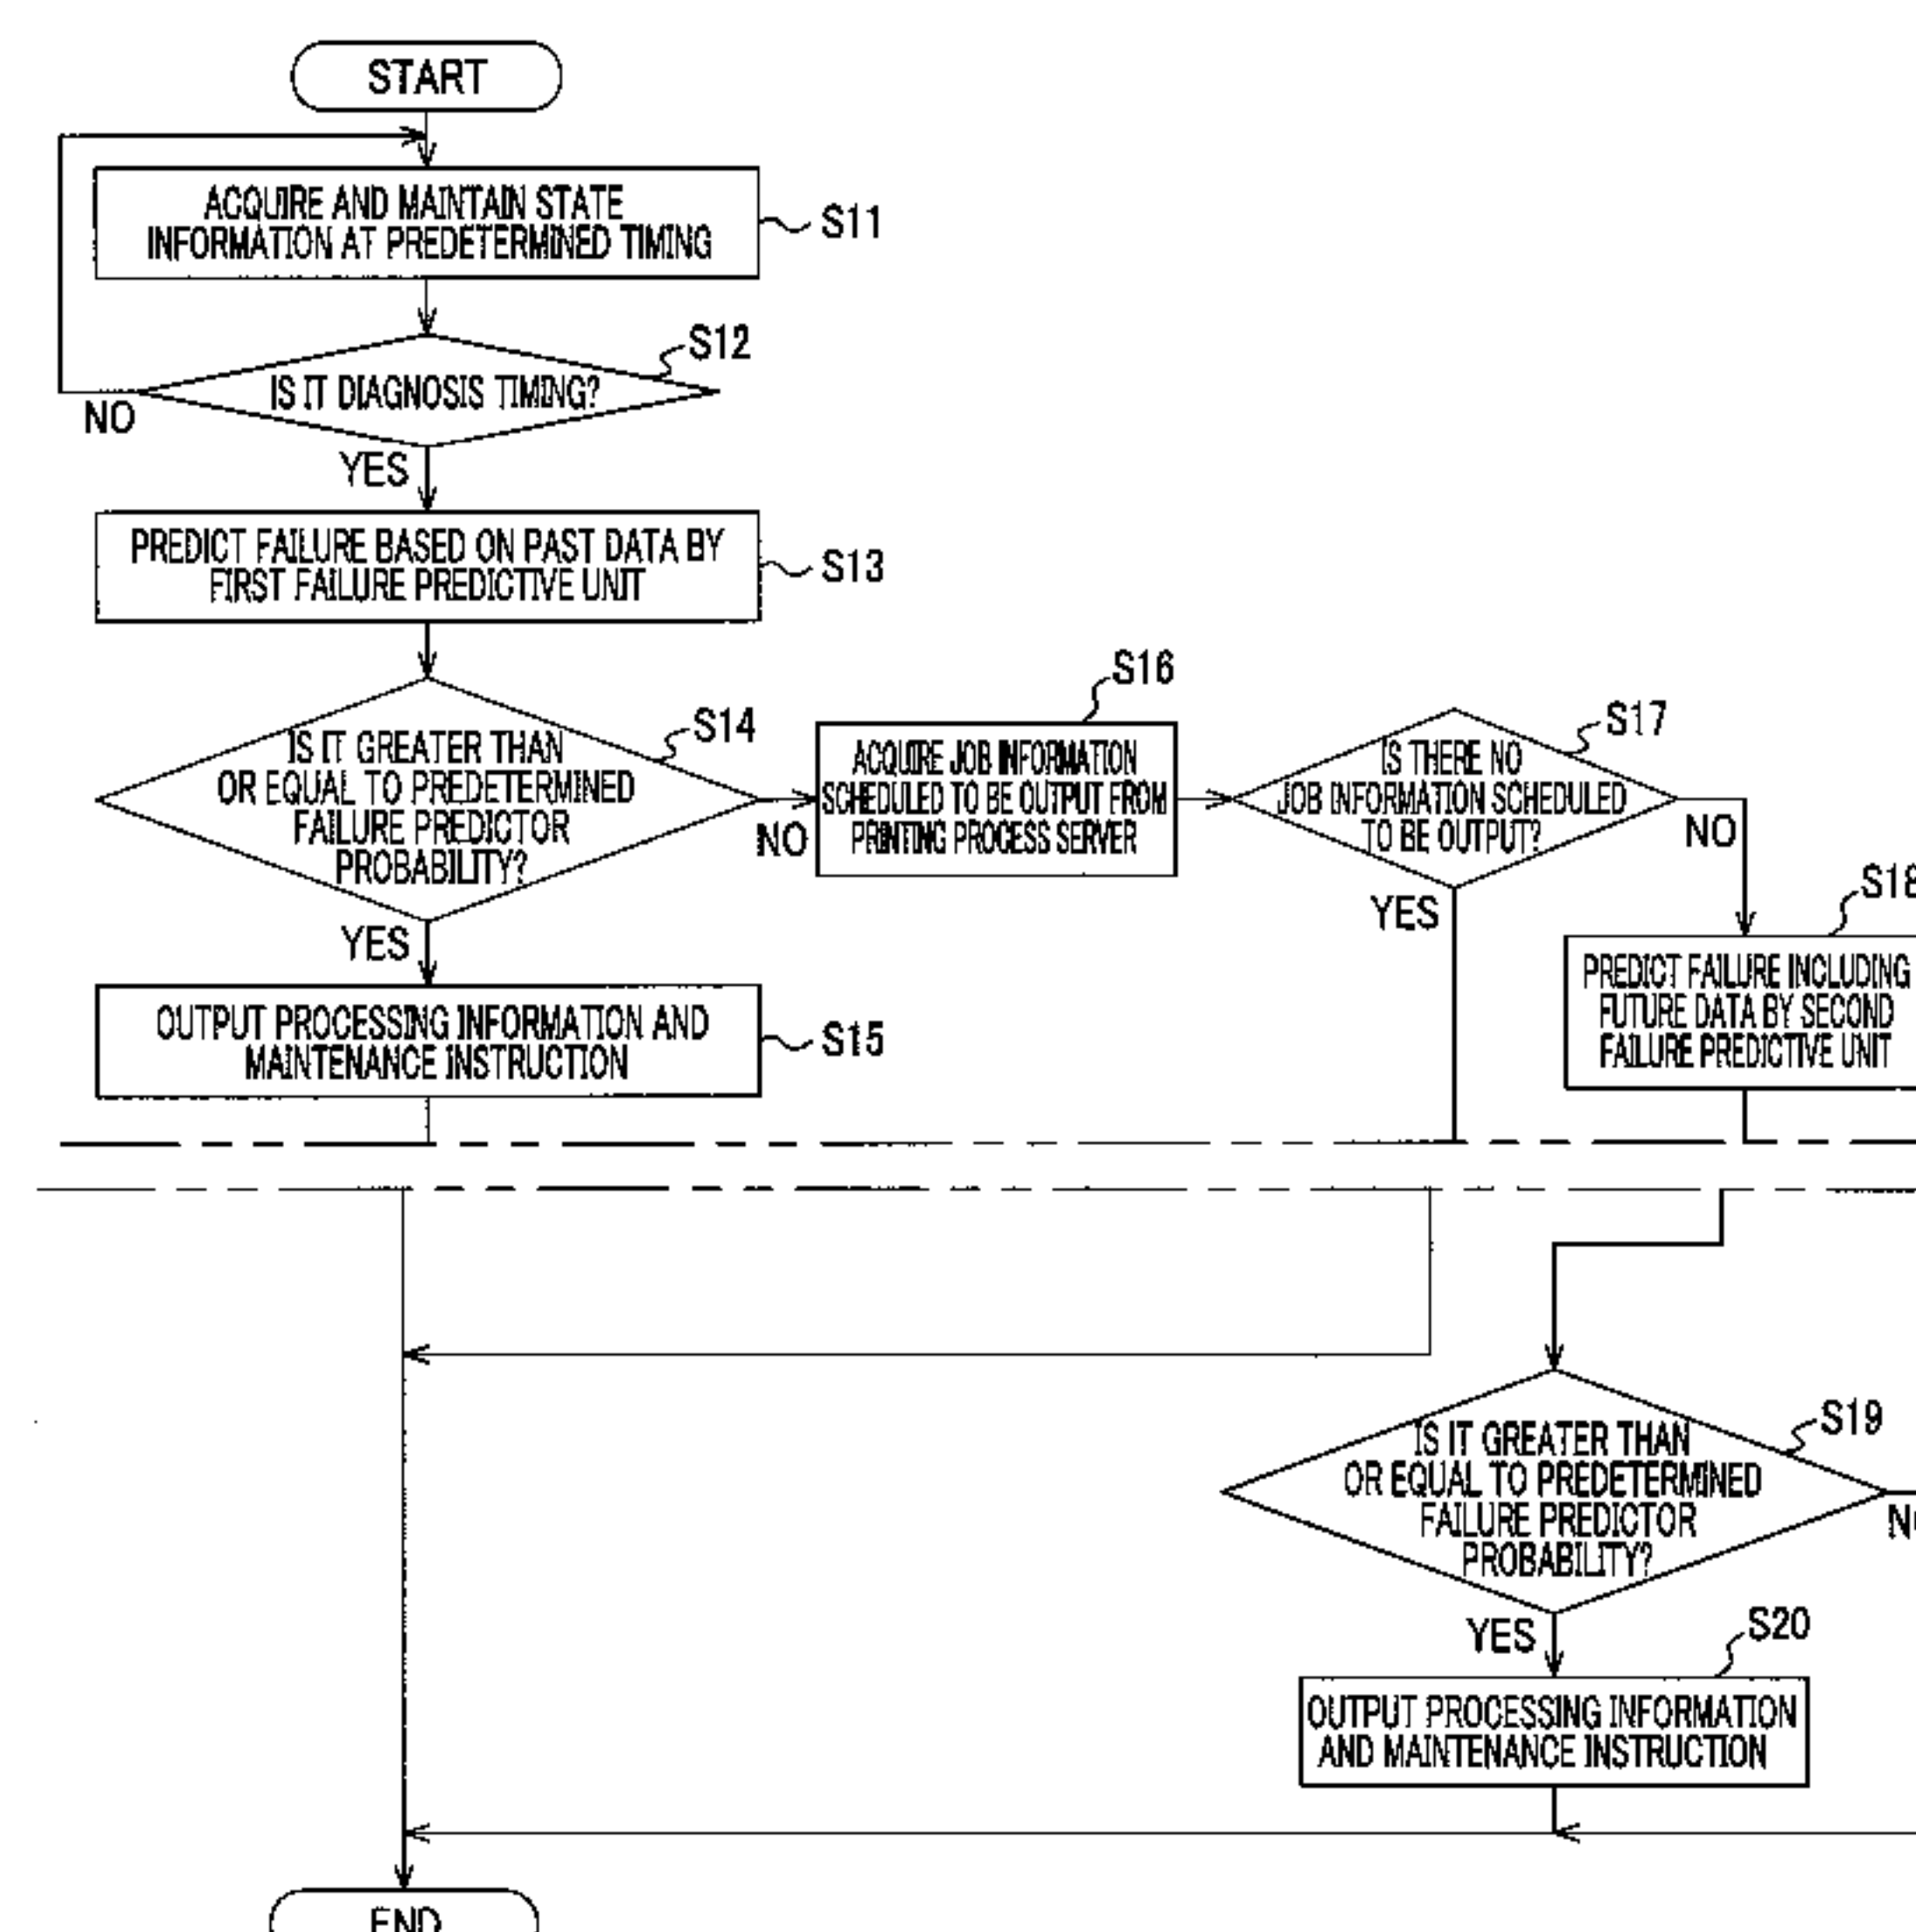 START
ACQUIRE AND MAINTAIN STATE
INFORMATION AT PREDETERMINED TIMING
S11
S12
IS IT DIAGNOSIS TIMING?
NO
YES
PREDICT FAILURE BASED ON PAST DATA BY
FIRST FAILURE PREDICTIVE UNIT
S13
S14
IS IT GREATER THAN
OR EQUAL TO PREDETERMINED
FAILURE PREDICTOR
PROBABILITY?
NO
YES
S16
ACQUIRE JOB INFORMATION
SCHEDULED TO BE OUTPUT FROM
PRINTING PROCESS SERVER
S17
IS THERE NO
JOB INFORMATION SCHEDULED
TO BE OUTPUT?
NO
YES
S18
PREDICT FAILURE INCLUDING
FUTURE DATA BY SECOND
FAILURE PREDICTIVE UNIT
OUTPUT PROCESSING INFORMATION AND
MAINTENANCE INSTRUCTION
S15
S19
IS IT GREATER THAN
OR EQUAL TO PREDETERMINED
FAILURE PREDICTOR
PROBABILITY?
YES
S20
OUTPUT PROCESSING INFORMATION
AND MAINTENANCE INSTRUCTION
END